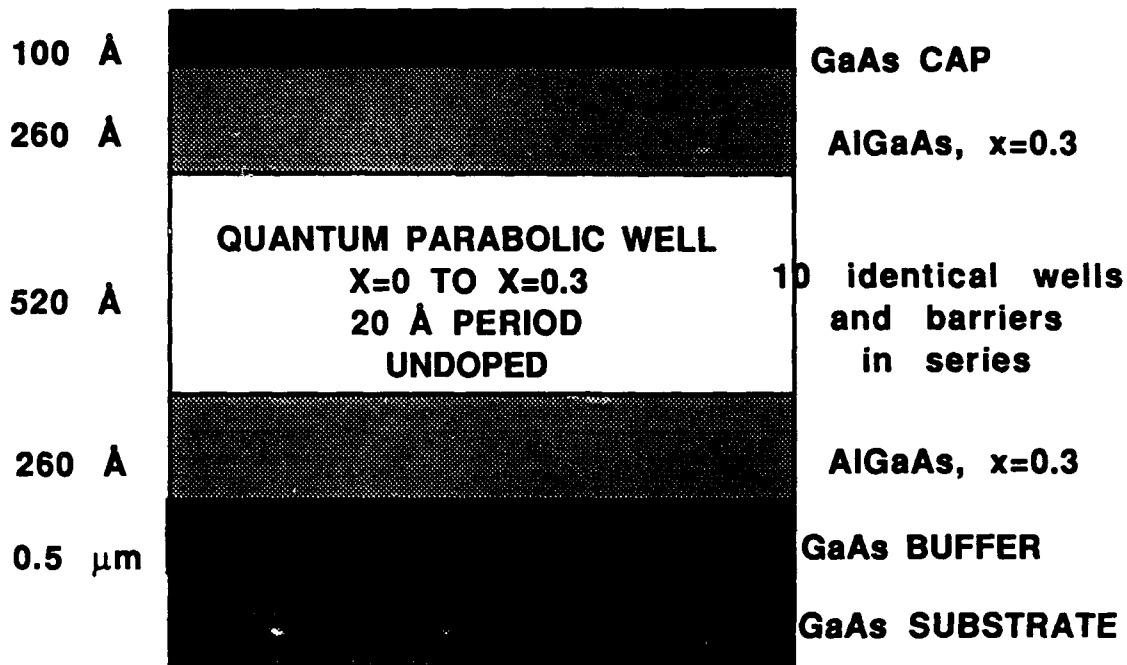 100 Å
GaAs CAP
260 Å
AlGaAs, x=0.3
QUANTUM PARABOLIC WELL
X=0 TO X=0.3
20 Å PERIOD
UNDOPED
520 Å
10 identical wells
and barriers
in series
260 Å
AlGaAs, x=0.3
0.5 μm
GaAs BUFFER
GaAs SUBSTRATE